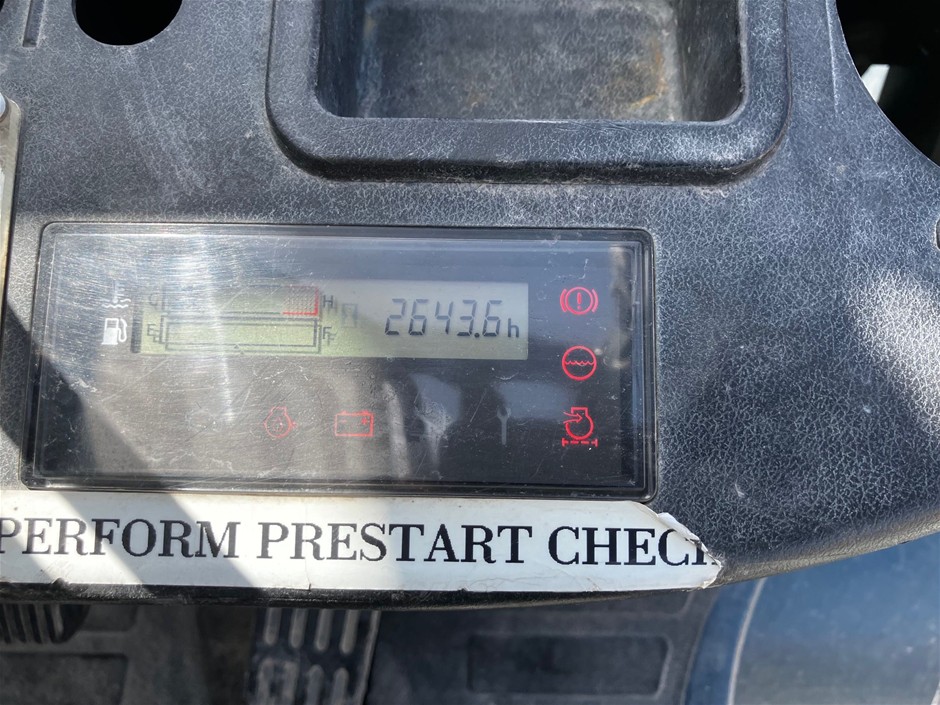 C H 2643.6h
E F
PERFORM PRESTART CHEC